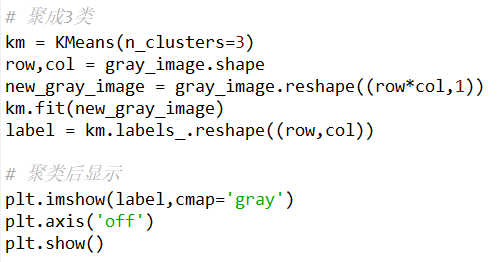 # 聚成3类
km = KMeans(n_clusters=3)
row,col = gray_image.shape
new_gray_image = gray_image.reshape((row*col,1))
km.fit(new_gray_image)
label = km.labels_.reshape((row,col))
# 聚类后显示
plt.imshow(label,cmap='gray')
plt.axis('off')
plt.show()